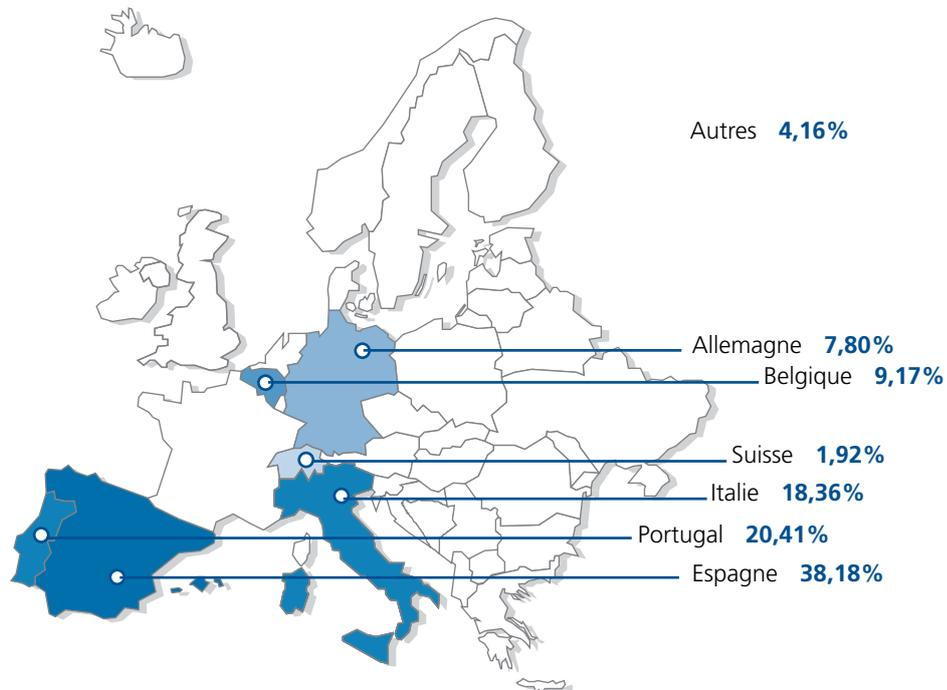 Autres 4,16%
Allemagne 7,80%
Belgique 9,17%
Suisse 1,92%
Italie 18,36%
Portugal 20,41%
Espagne 38,18%